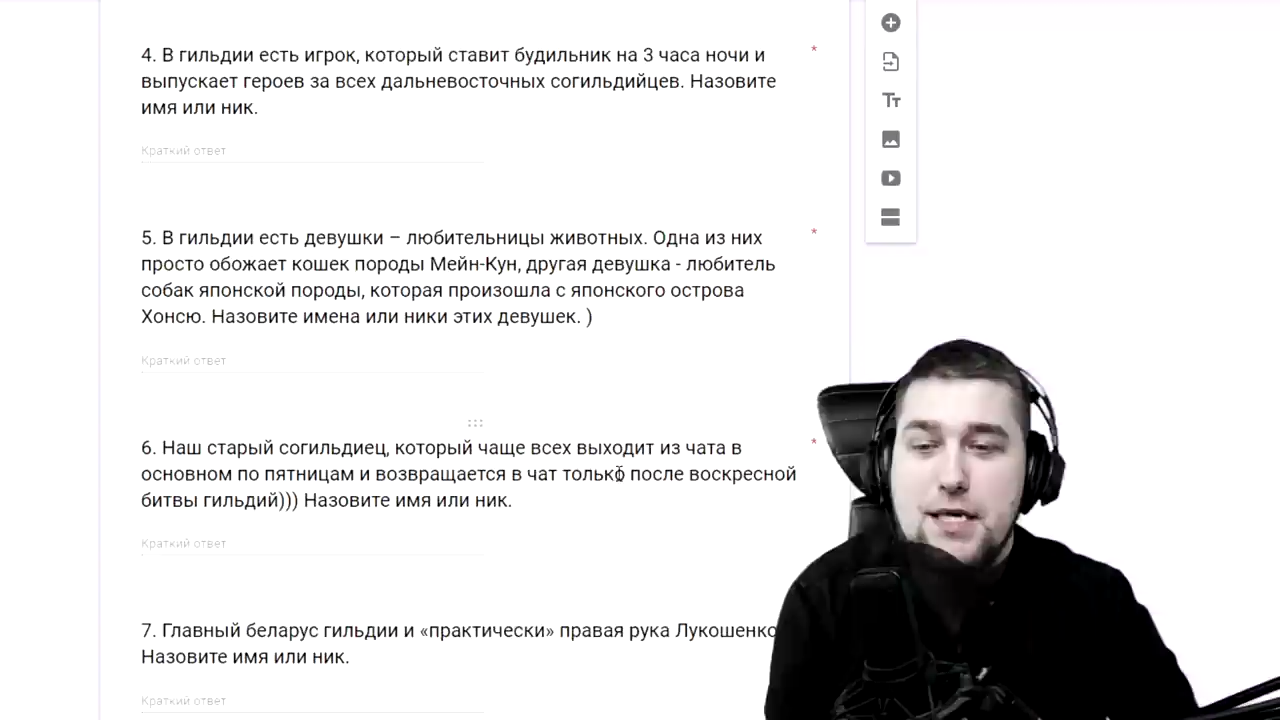 4. В гильдии есть игрок, который ставит будильник на 3 часа ночи и *
выпускает героев за всех дальневосточных согильдийцев. Назовите
имя или ник.
Краткий ответ
5. В гильдии есть девушки – любительницы животных. Одна из них *
просто обожает кошек породы Мейн-Кун, другая девушка - любитель
собак японской породы, которая произошла с японского острова
Хонсю. Назовите имена или ники этих девушек. )
Краткий ответ
6. Наш старый согильдиец, который чаще всех выходит из чата в *
основном по пятницам и возвращается в чат только после воскресной
битвы гильдий))) Назовите имя или ник.
Краткий ответ
7. Главный беларус гильдии и «практически» правая рука Лукошенко
Назовите имя или ник.
Краткий ответ
Тт